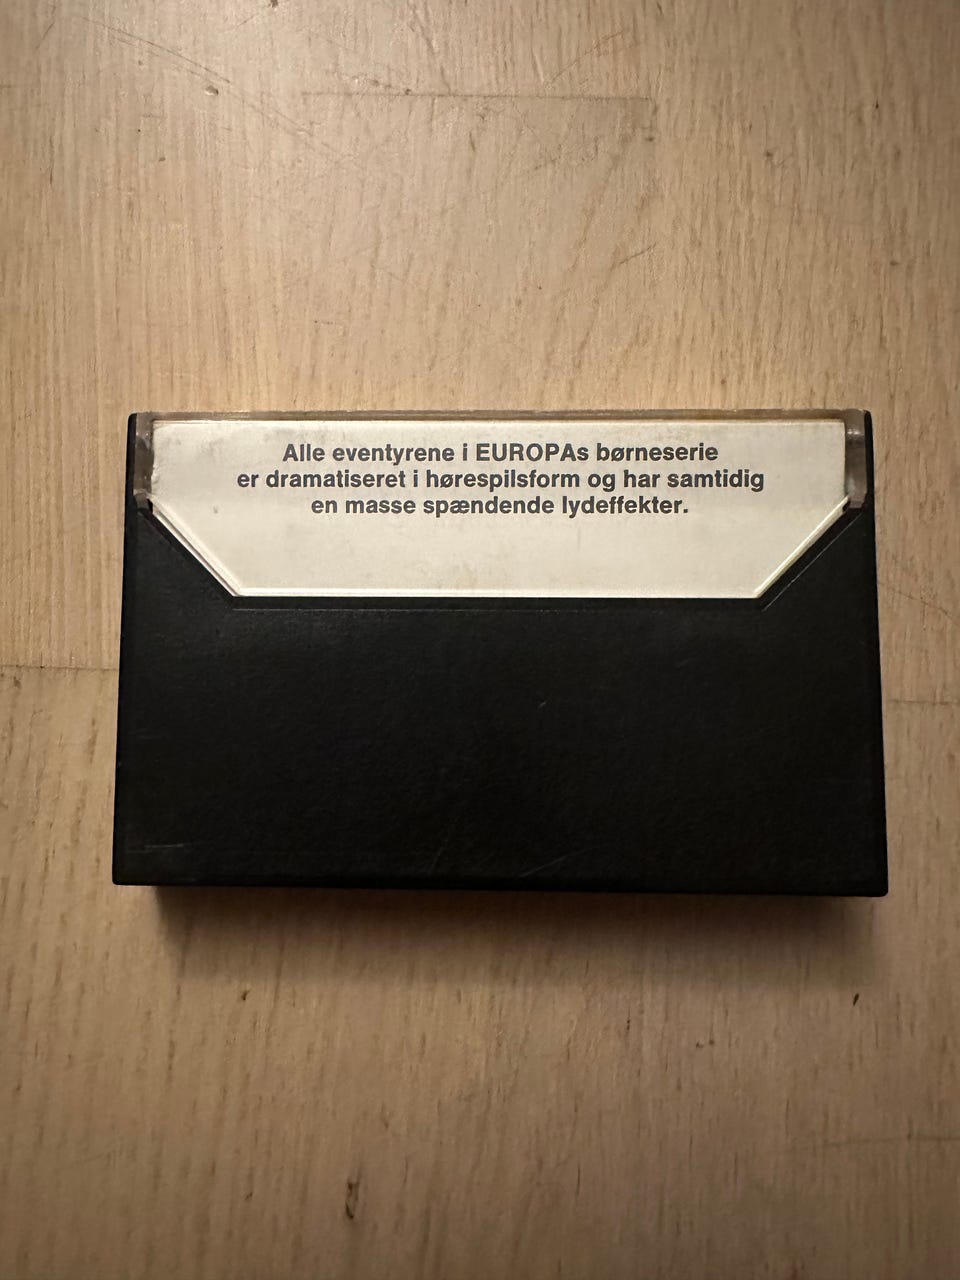 Alle eventyrene i EUROPAs børneserie
er dramatiseret i hørespilsform og har samtidig
en masse spændende lydeffekter.